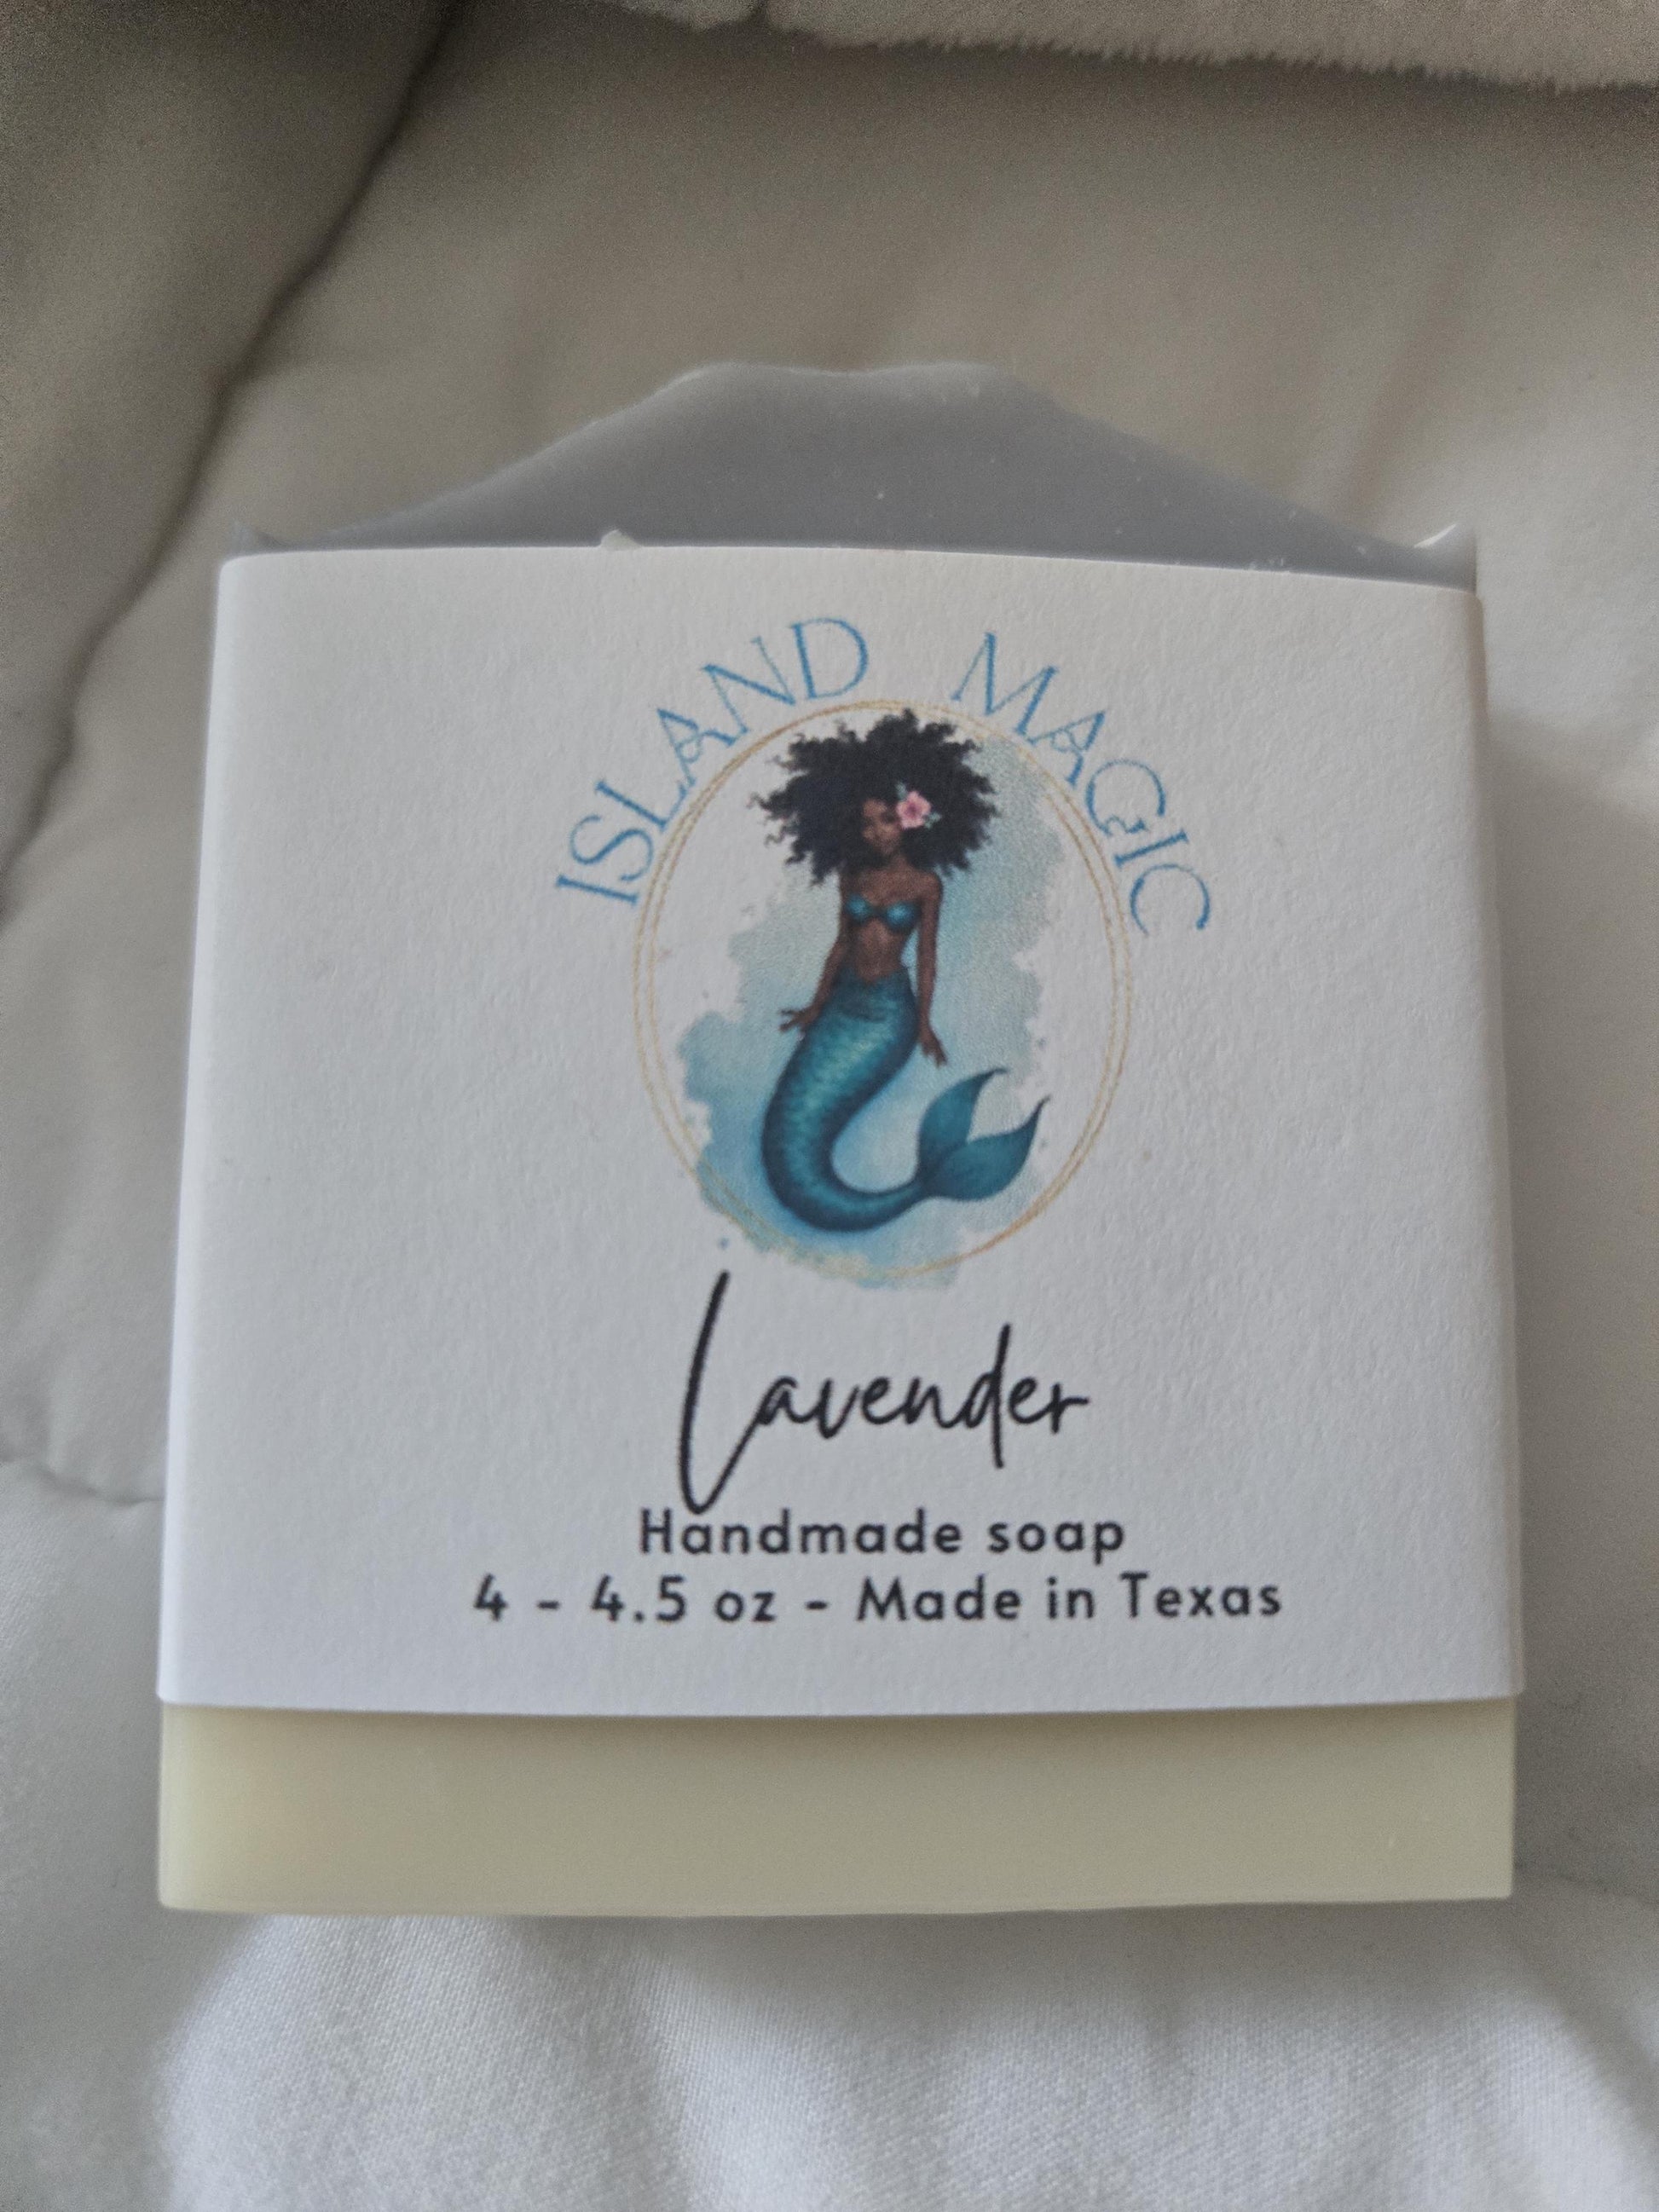 ISLAND MAGIC
Lavender
Handmade soap
4 - 4.5 oz - Made in Texas